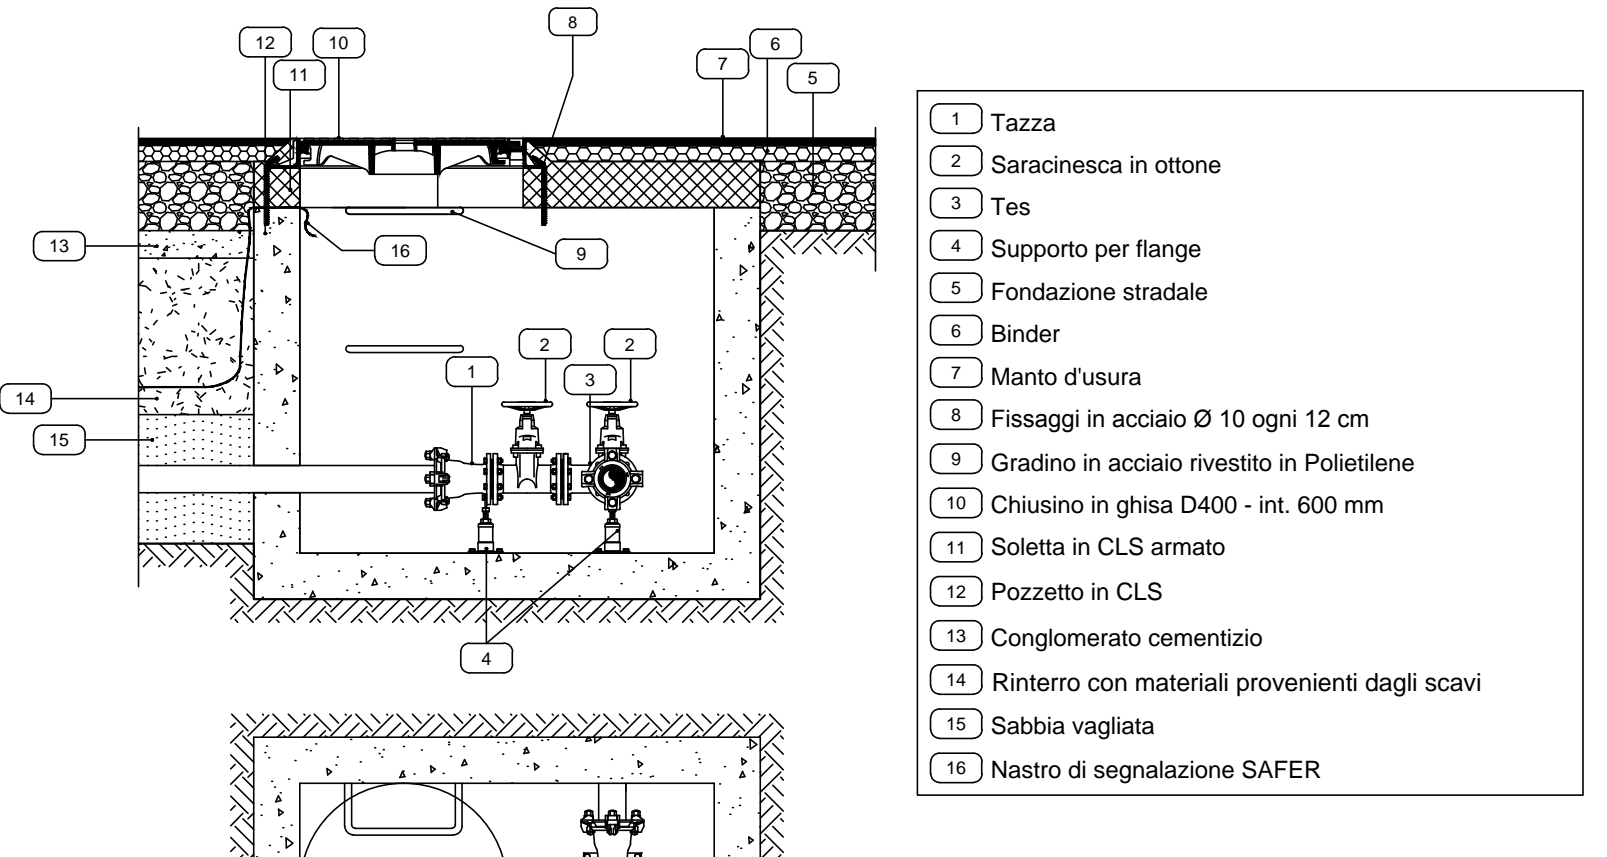 8
12
10
6
11
7
5
13
16
9
2
2
1
3
14
15
4
1 Tazza
2 Saracinesca in ottone
3 Tes
4 Supporto per flange
5 Fondazione stradale
6 Binder
7 Manto d'usura
8 Fissaggi in acciaio Ø 10 ogni 12 cm
9 Gradino in acciaio rivestito in Polietilene
10 Chiusino in ghisa D400 - int. 600 mm
11 Soletta in CLS armato
12 Pozzetto in CLS
13 Conglomerato cementizio
14 Rinterro con materiali provenienti dagli scavi
15 Sabbia vagliata
16 Nastro di segnalazione SAFER